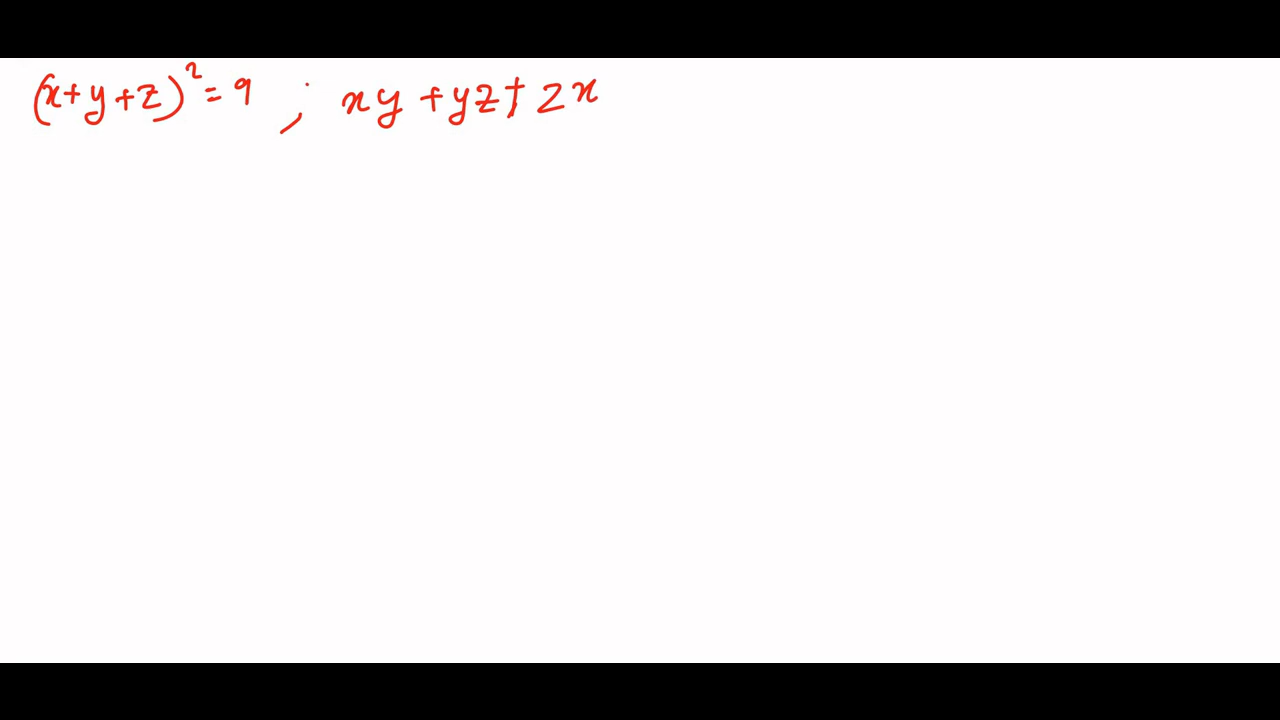 (x+y+z)² = 9 ; xy + yz + zx